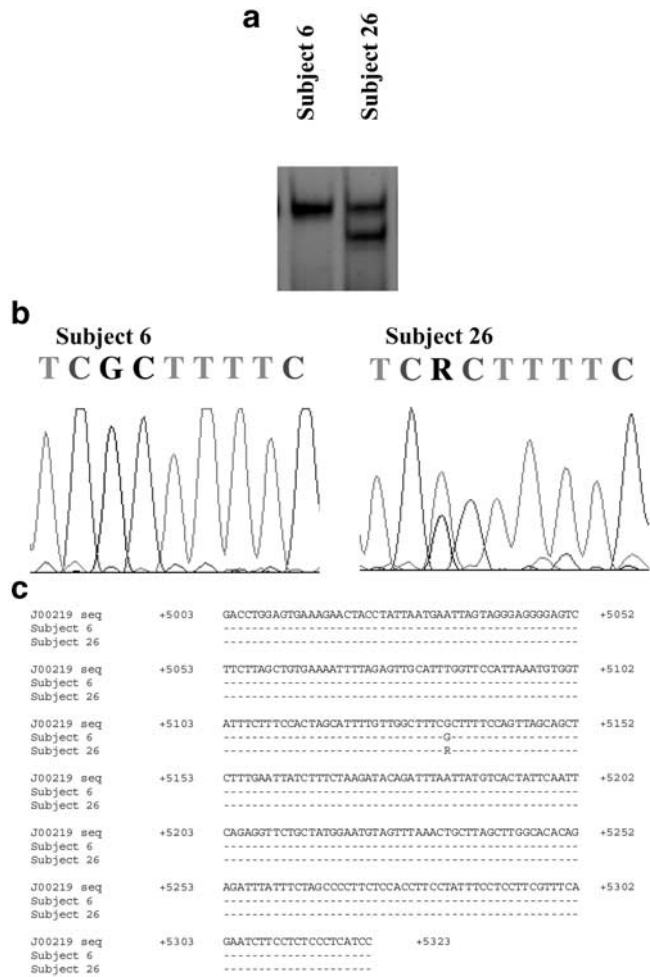 a
Subject 6 Subject 26
b
Subject 6 Subject 26
T C G C T T T T C T C R C T T T T C
c
J00219 seq +5003 GACCTGGAGTGAAAGAACTACCTATTAATGAATTAGTAGGGAGGGGAGTC +5052
Subject 6 --------------------------------------------------
Subject 26 --------------------------------------------------
J00219 seq +5053 TTCTTAGCTGTGAAAATTTTAGAGTTGCATTTGGTTCCATTAAATGTGGT +5102
Subject 6 --------------------------------------------------
Subject 26 --------------------------------------------------
J00219 seq +5103 ATTTCTTTCCACTAGCATTTTGTTGGCTTTCGCTTTTCCAGTTAGCAGCT +5152
Subject 6 -------------------------------G------------------
Subject 26 -------------------------------R------------------
J00219 seq +5153 CTTTGAATTATCTTTCTAAGATACAGATTTAATTATGTCACTATTCAATT +5202
Subject 6 --------------------------------------------------
Subject 26 --------------------------------------------------
J00219 seq +5203 CAGAGGTTCTGCTATGGAATGTAGTTTAAACTGCTTAGCTTGGCACACAG +5252
Subject 6 --------------------------------------------------
Subject 26 --------------------------------------------------
J00219 seq +5253 AGATTTATTTCTAGCCCCTTCTCCACCTTCCTATTTCCTCCTTCGTTTCA +5302
Subject 6 --------------------------------------------------
Subject 26 --------------------------------------------------
J00219 seq +5303 GAATCTTCCTCTCCCTCATCC +5323
Subject 6 ---------------------
Subject 26 ---------------------